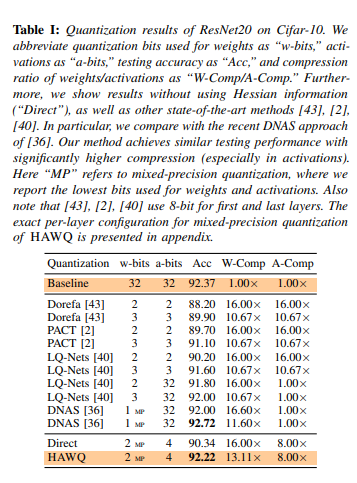 Table I: Quantization results of ResNet20 on Cifar-10. We
abbreviate quantization bits used for weights as “w-bits,” acti-
vations as “a-bits,” testing accuracy as “Acc,” and compression
ratio of weights/activations as “W-Comp/A-Comp.” Further-
more, we show results without using Hessian information
(“Direct”), as well as other state-of-the-art methods [43], [2],
[40]. In particular, we compare with the recent DNAS approach
of [36]. Our method achieves similar testing performance with
significantly higher compression (especially in activations).
Here “MP” refers to mixed-precision quantization, where we
report the lowest bits used for weights and activations. Also
note that [43], [2], [40] use 8-bit for first and last layers. The
exact per-layer configuration for mixed-precision quantization
of HAWQ is presented in appendix.
Quantization w-bits a-bits Acc W-Comp A-Comp
Baseline 32 32 92.37 1.00× 1.00×
Dorefa [43] 2 2 88.20 16.00× 16.00×
Dorefa [43] 3 3 89.90 10.67× 10.67×
PACT [2] 2 2 89.70 16.00× 16.00×
PACT [2] 3 3 91.10 10.67× 10.67×
LQ-Nets [40] 2 2 90.20 16.00× 16.00×
LQ-Nets [40] 3 3 91.60 10.67× 10.67×
LQ-Nets [40] 2 32 91.80 16.00× 1.00×
LQ-Nets [40] 3 32 92.00 10.67× 1.00×
DNAS [36] 1 MP 32 92.00 16.60× 1.00×
DNAS [36] 1 MP 32 92.72 11.60× 1.00×
Direct 2 MP 4 90.34 16.00× 8.00×
HAWQ 2 MP 4 92.22 13.11× 8.00×